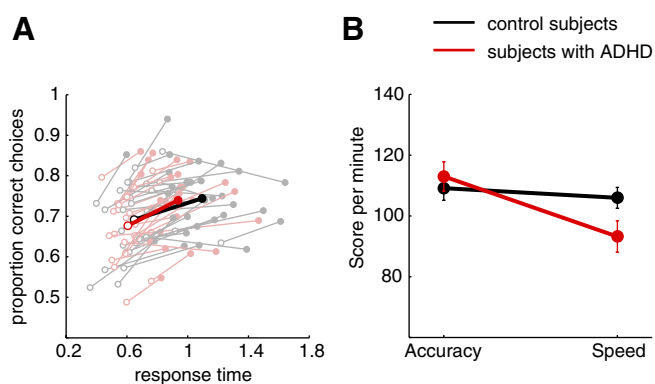 A
B
control subjects
subjects with ADHD
proportion correct choices
1
0.9
0.8
0.7
0.6
0.5
0.2
0.6
1
1.4
1.8
response time
Score per minute
140
120
100
80
Accuracy
Speed